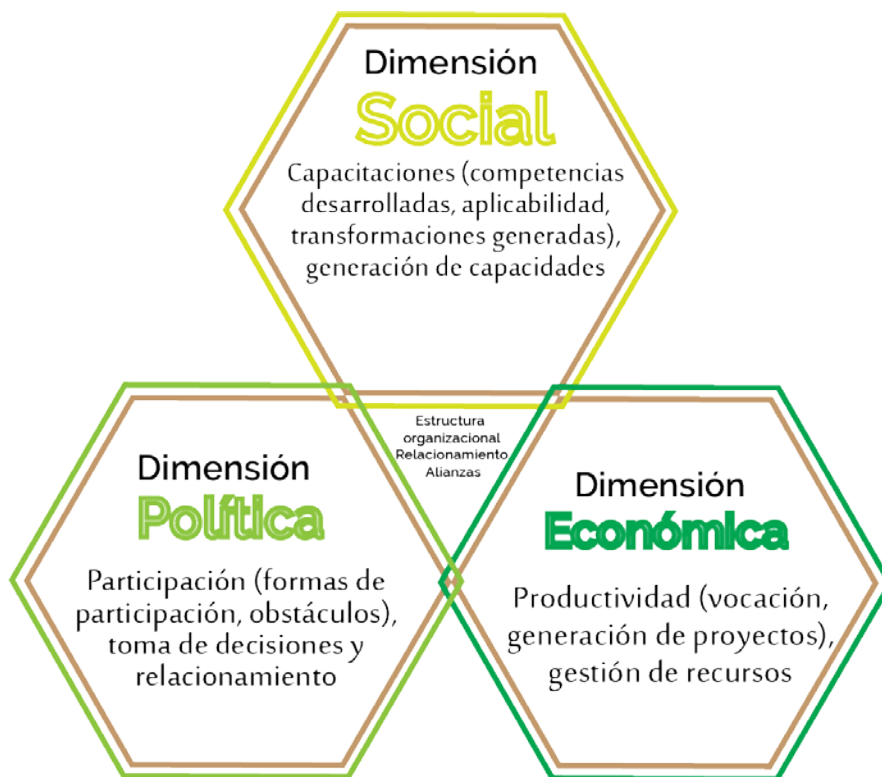 Dimensión
Social
Capacitaciones (competencias
desarrolladas, aplicabilidad,
transformaciones generadas),
generación de capacidades
Estructura
organizacional
Relacionamiento
Alianzas
Dimensión
Política
Participación (formas de
participación, obstáculos),
toma de decisiones y
relacionamiento
Dimensión
Económica
Productividad (vocación,
generación de proyectos),
gestión de recursos